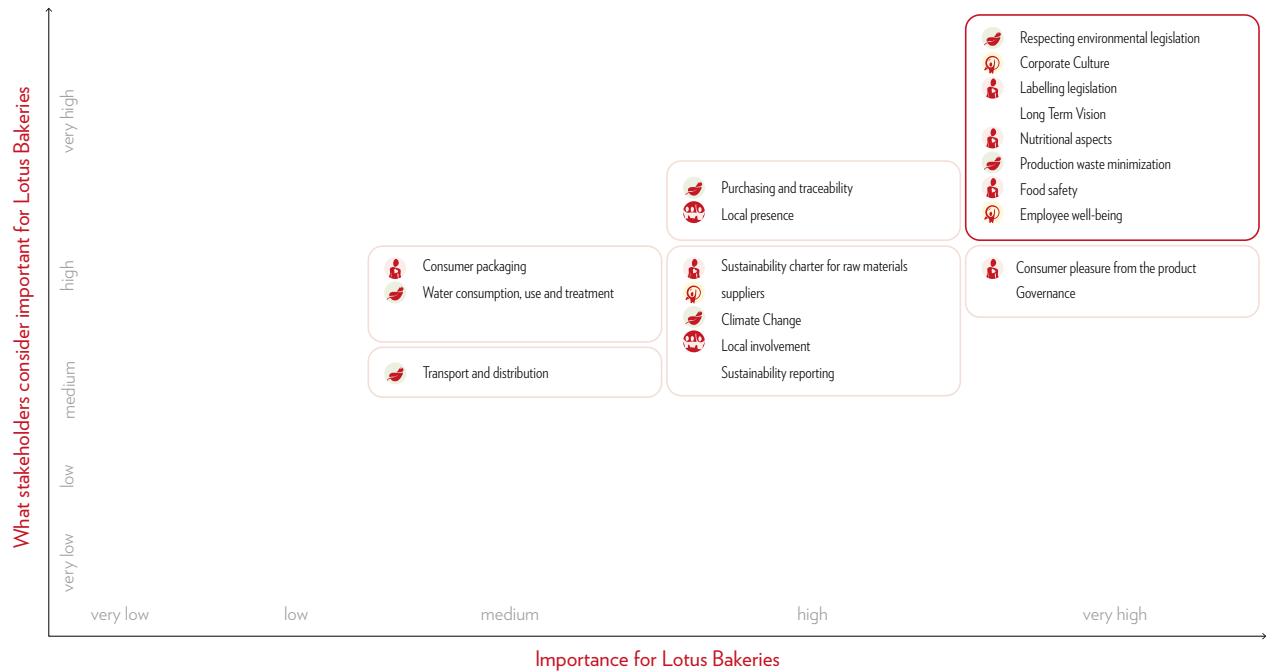 What stakeholders consider important for Lotus Bakeries
very high
high
medium
low
very low
Respecting environmental legislation
Corporate Culture
Labelling legislation
Long Term Vision
Nutritional aspects
Production waste minimization
Food safety
Employee well-being
Purchasing and traceability
Local presence
Consumer packaging
Water consumption, use and treatment
Sustainability charter for raw materials
suppliers
Climate Change
Local involvement
Sustainability reporting
Consumer pleasure from the product
Governance
Transport and distribution
very low
low
medium
high
very high
Importance for Lotus Bakeries